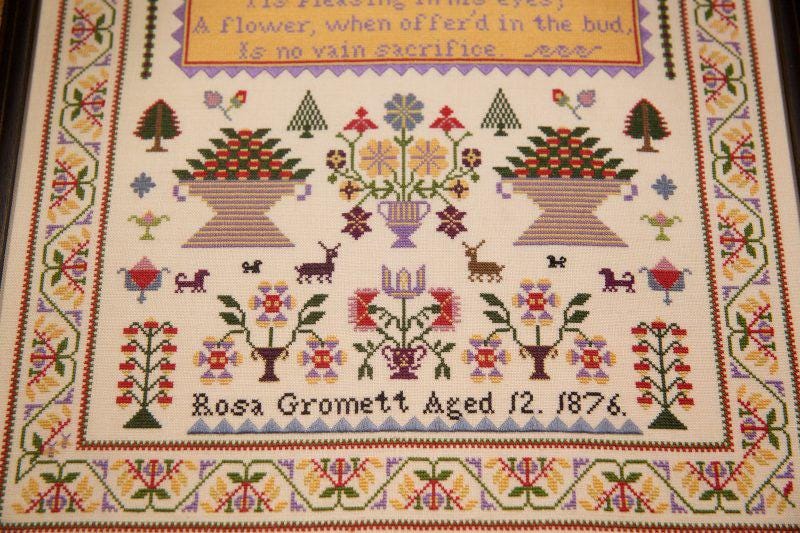 'Tis pleasing in his eyes;
A flower, when offer'd in the bud,
Is no vain sacrifice.
Rosa Gromett Aged 12. 1876.